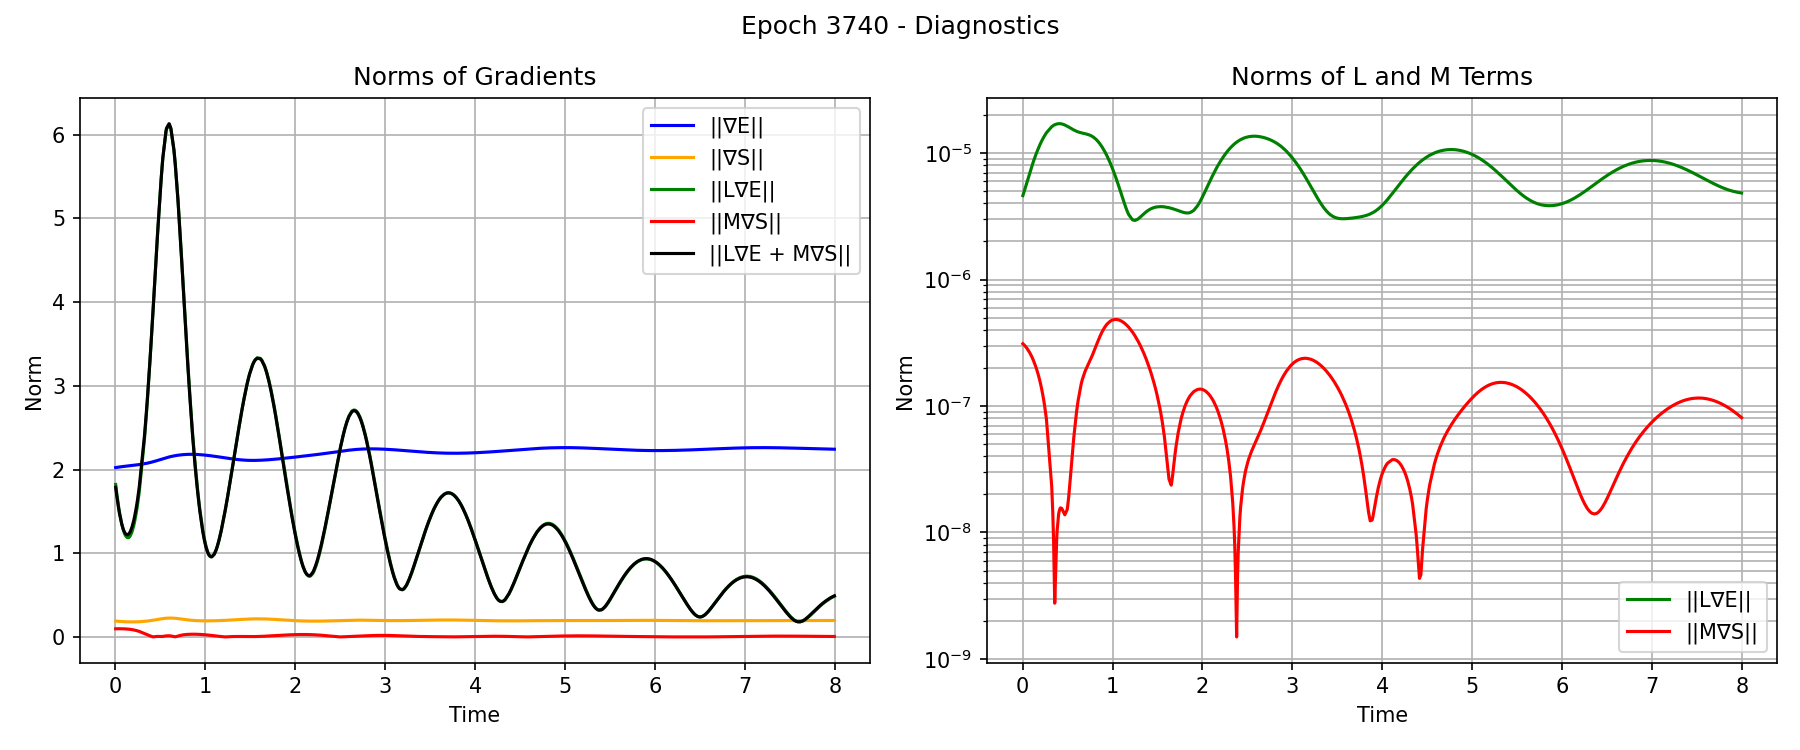 Epoch 3740 - Diagnostics
Norms of Gradients
Norm
6
5
4
3
2
1
0
||∇E||
||∇S||
||L∇E||
||M∇S||
||L∇E + M∇S||
0 1 2 3 4 5 6 7 8
Time
Norms of L and M Terms
Norm
10⁻⁵
10⁻⁶
10⁻⁷
10⁻⁸
10⁻⁹
||L∇E||
||M∇S||
0 1 2 3 4 5 6 7 8
Time